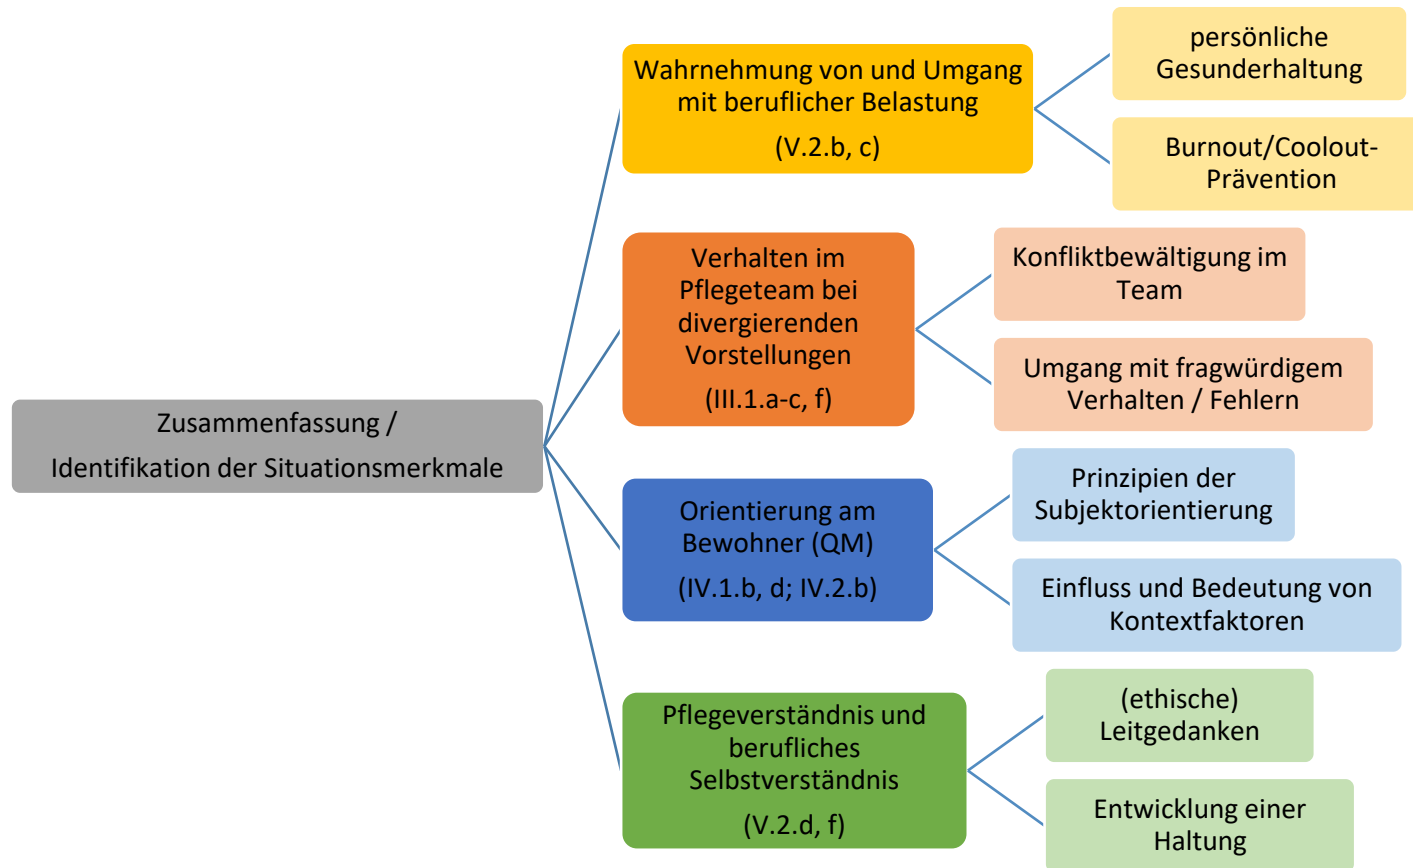 Zusammenfassung /
Identifikation der Situationsmerkmale
Wahrnehmung von und Umgang
mit beruflicher Belastung
(V.2.b, c)
persönliche
Gesunderhaltung
Burnout/Coolout-
Prävention
Verhalten im
Pflegeteam bei
divergierenden
Vorstellungen
(III.1.a-c, f)
Konfliktbewältigung im
Team
Umgang mit fragwürdigem
Verhalten / Fehlern
Orientierung am
Bewohner (QM)
(IV.1.b, d; IV.2.b)
Prinzipien der
Subjektorientierung
Einfluss und Bedeutung von
Kontextfaktoren
Pflegeverständnis und
berufliches
Selbstverständnis
(V.2.d, f)
(ethische)
Leitgedanken
Entwicklung einer
Haltung